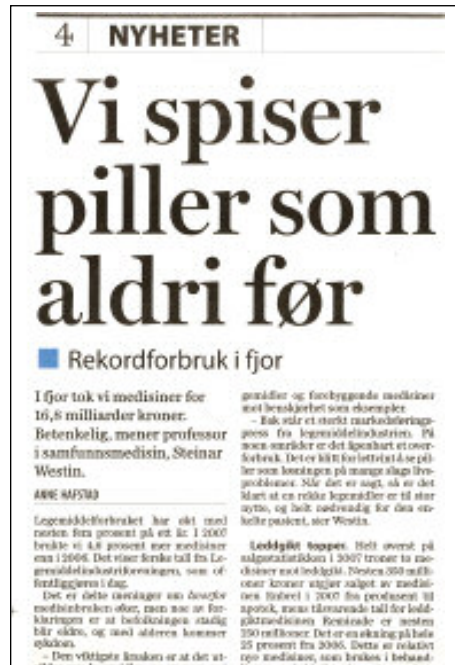 4 NYHETER
Vi spiser
piller som
aldri før
Rekordforbruk i fjor
I fjor tok vi medisiner for
16,8 milliarder kroner.
Betenkelig, mener professor
i samfunnsmedisin, Steinar
Westin.
ANNE HAFSTAD
Legemiddelforbruket har økt med
nesten fem prosent på ett år. I 2007
brukte vi 4,8 prosent mer medisiner
enn i 2006. Det viser ferske tall fra Le-
gemiddelindustriforeningen, som of-
fentliggjøres i dag.
Det er delte meninger om hvorfor
medisinbruken øker, men noe av for-
klaringen er at befolkningen stadig
blir eldre, og med alderen kommer
sykdom.
– Den viktigste årsaken er at det ut-
gemidler og forebyggende medisiner
mot benskjørhet som eksempler.
– Bak står et sterkt markedsførings-
press fra legemiddelindustrien. På
noen områder er det åpenbart et over-
forbruk. Det er blitt for lettvint å se pil-
ler som løsningen på mange slags livs-
problemer. Når det er sagt, så er det
klart at en rekke legemidler er til stor
nytte, og helt nødvendig for den en-
kelte pasient, sier Westin.
Leddgikt toppen. Helt øverst på
salgsstatistikken i 2007 troner to me-
disiner mot leddgikt. Nesten 350 milli-
oner kroner utgjør salget av medisi-
nen Enbrel i 2007 fra produsent til
apotek, mens tilsvarende tall for ledd-
giktmedisinen Remicade er nesten
250 millioner. Det er en økning på hele
25 prosent fra 2006. Dette er relativt
nye medisiner, som brukes i behand-